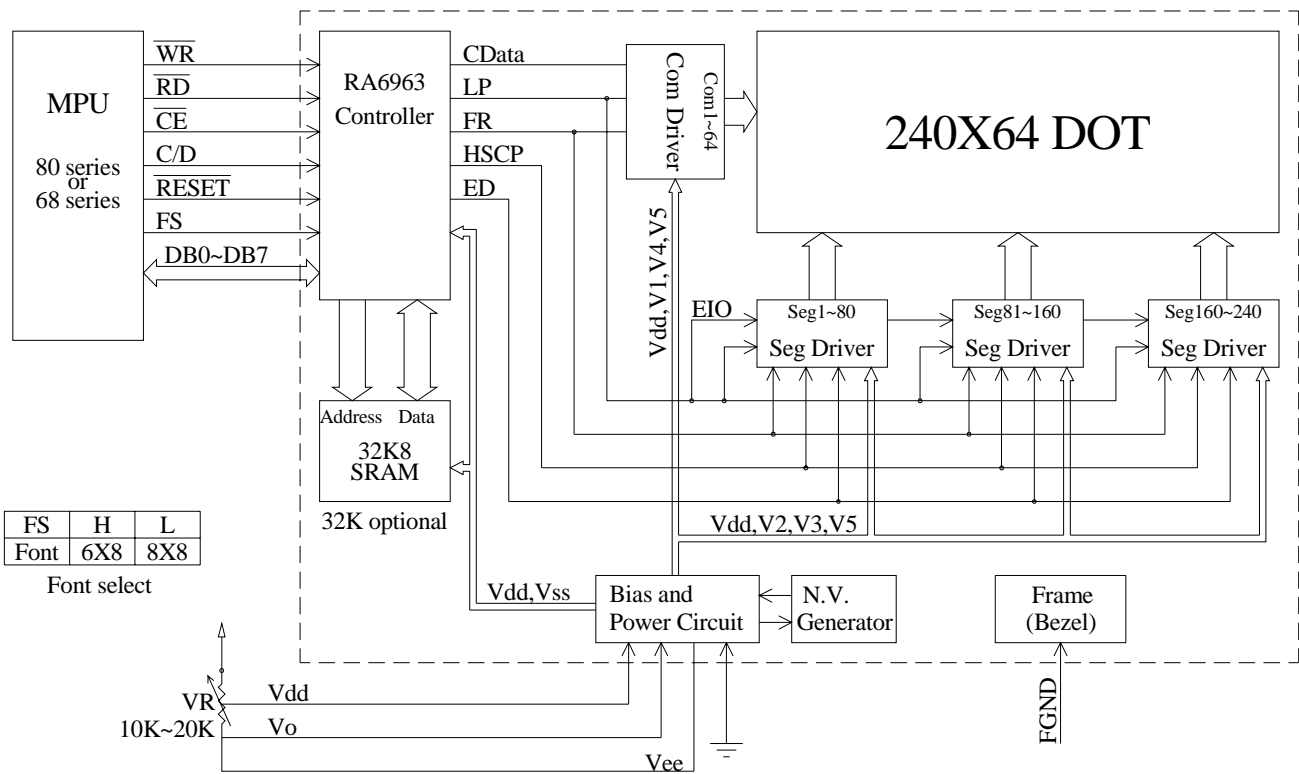 MPU
80 series
or
68 series
WR
RD
CE
C/D
RESET
FS
DB0~DB7
RA6963
Controller
CData
LP
FR
HSCP
ED
Com Driver
Com1~64
240X64 DOT
Vdd,V1,V4,V5
EIO
Seg1~80
Seg Driver
Seg81~160
Seg Driver
Seg160~240
Seg Driver
Address Data
32K8
SRAM
32K optional
FS H L
Font 6X8 8X8
Font select
Vdd,V2,V3,V5
Vdd,Vss
Bias and
Power Circuit
N.V.
Generator
Frame
(Bezel)
FGND
VR
10K~20K
Vdd
Vo
Vee